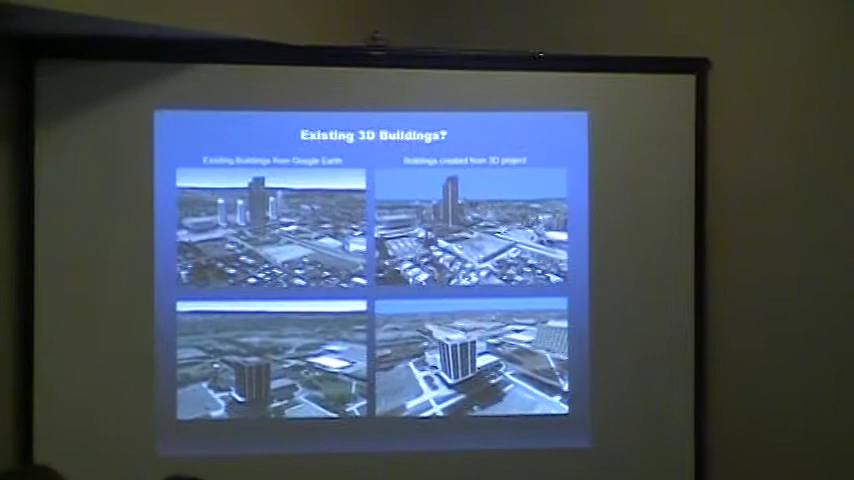 Existing 3D Buildings?
Existing Buildings from Google Earth
Buildings created from 3D project